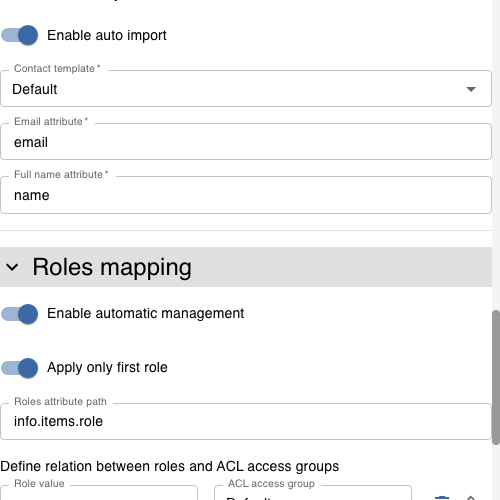 Enable auto import
Contact template *
Default
Email attribute *
email
Full name attribute *
name
Roles mapping
Enable automatic management
Apply only first role
Roles attribute path
info.items.role
Define relation between roles and ACL access groups
Role value
ACL access group